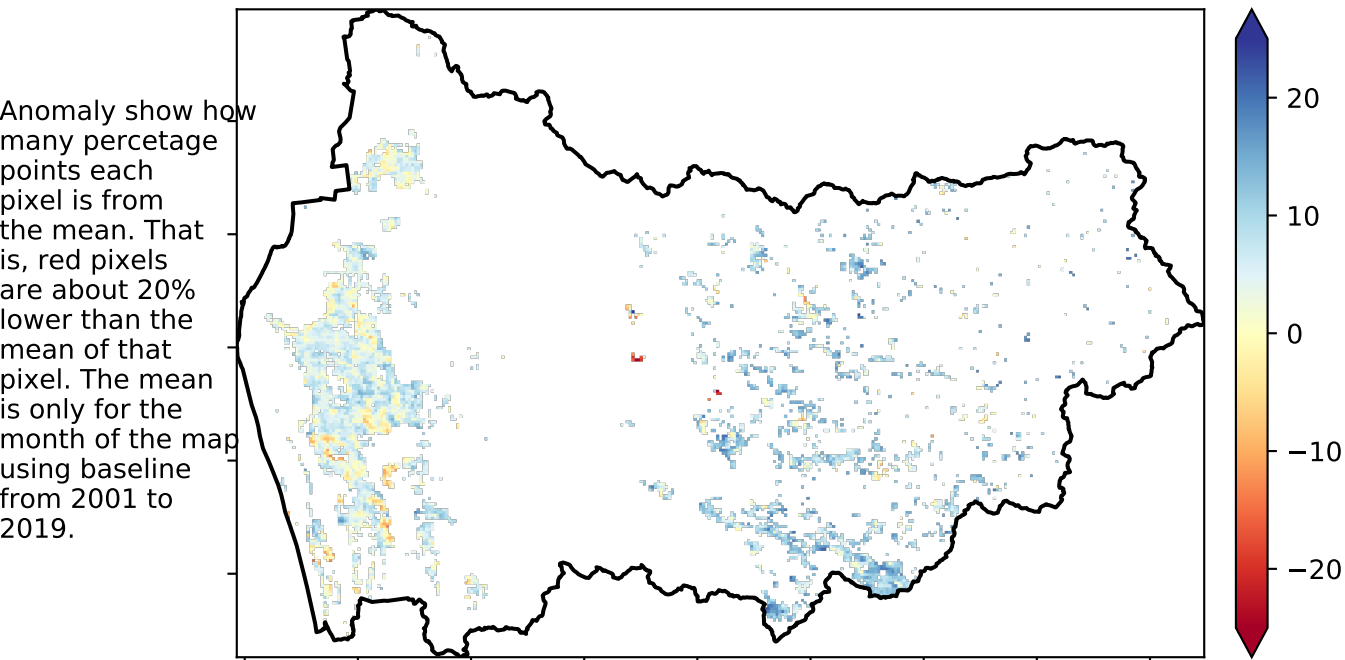 Anomaly show how
many percetage
points each
pixel is from
the mean. That
is, red pixels
are about 20%
lower than the
mean of that
pixel. The mean
is only for the
month of the map
using baseline
from 2001 to
2019.
20
10
0
−10
−20